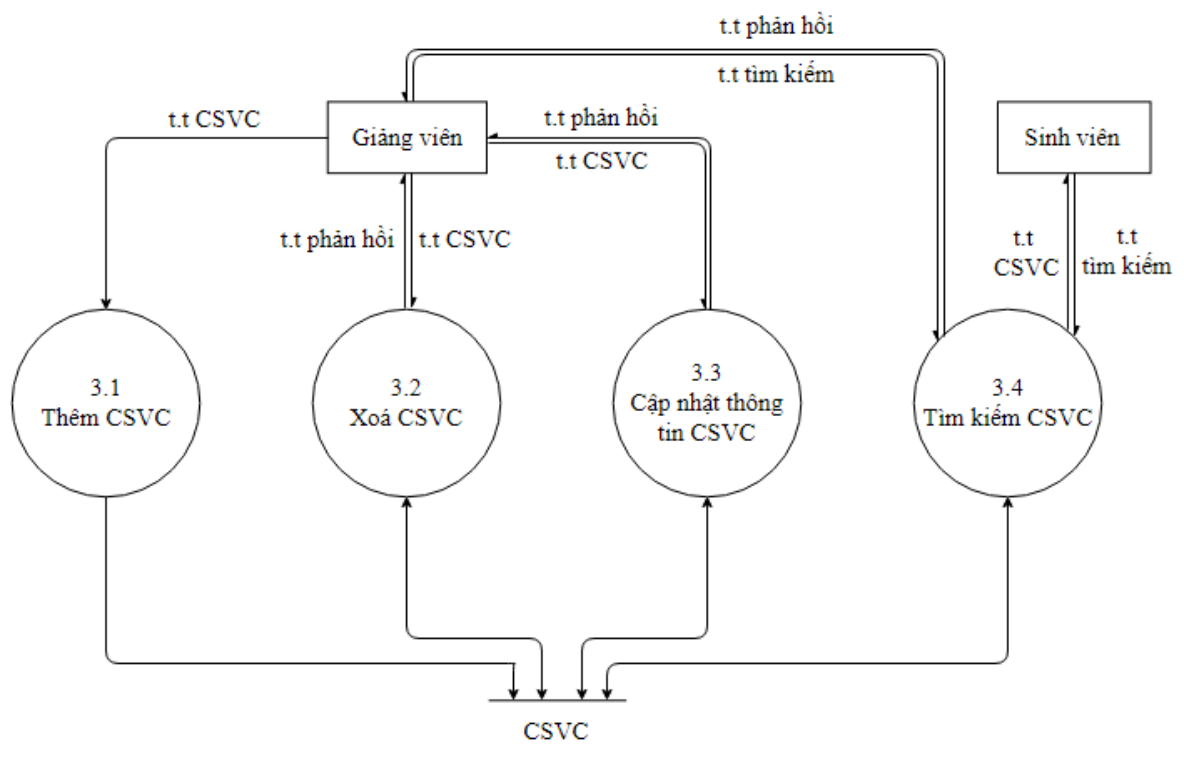 t.t phản hồi
t.t tìm kiếm
t.t CSVC
Giảng viên
t.t phản hồi
t.t CSVC
Sinh viên
t.t phản hồi
t.t CSVC
t.t
CSVC
t.t
tìm kiếm
3.1
Thêm CSVC
3.2
Xoá CSVC
3.3
Cập nhật thông
tin CSVC
3.4
Tìm kiếm CSVC
CSVC